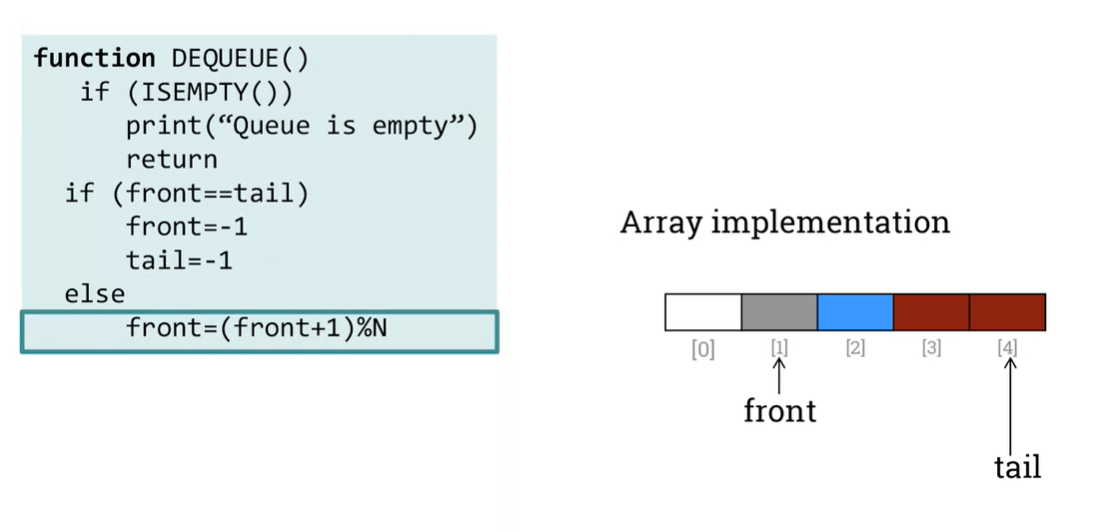 function DEQUEUE()
if (ISEMPTY())
print(“Queue is empty”)
return
if (front==tail)
front=-1
tail=-1
else
front=(front+1)%N
Array implementation
[0] [1] [2] [3] [4]
front
tail